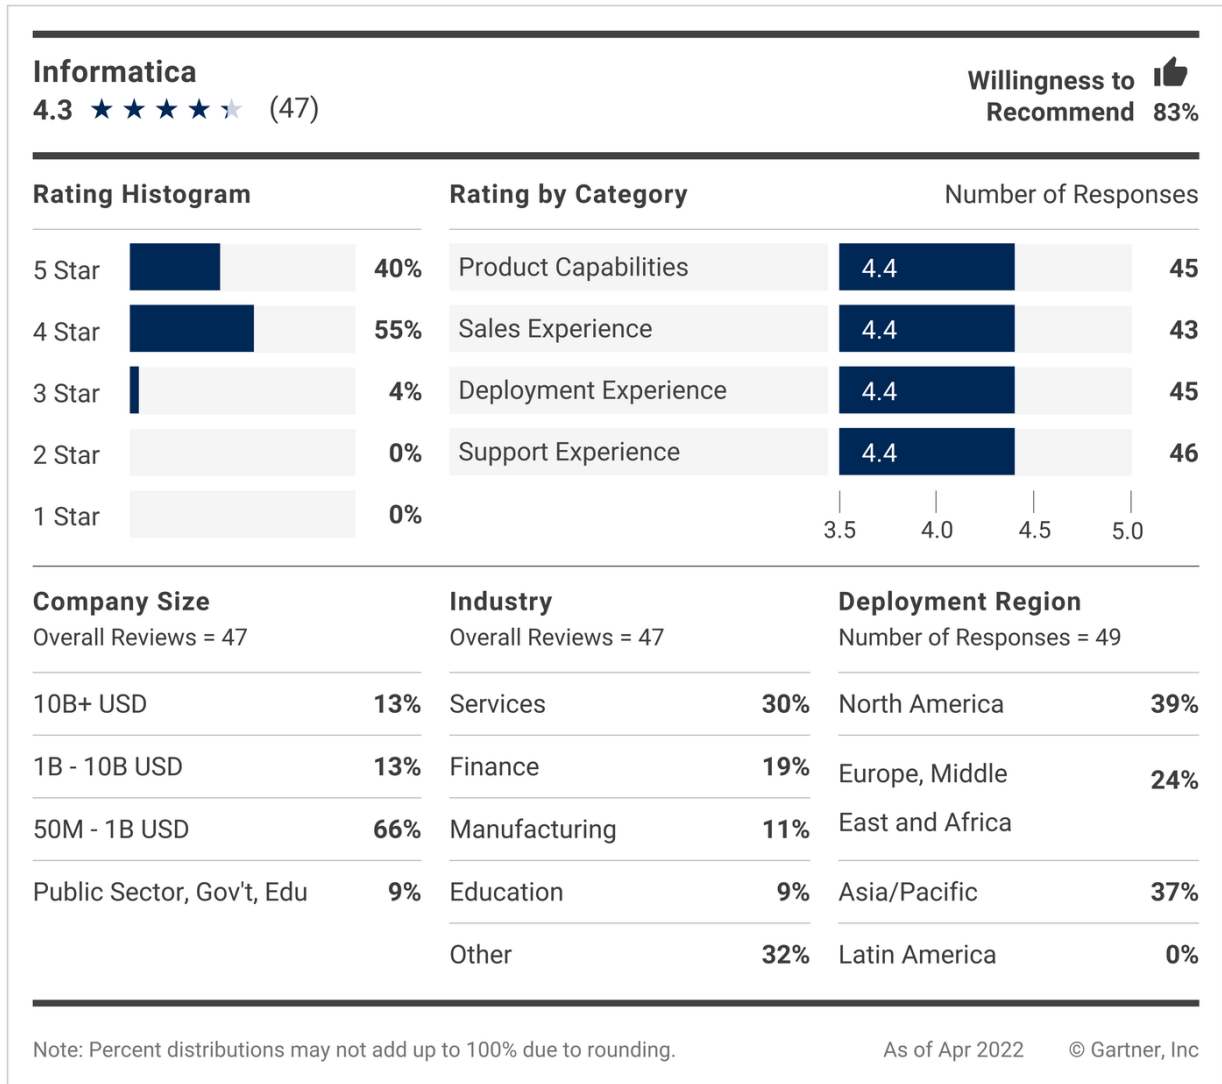 Informatica
4.3 ★ ★ ★ ★ ★ (47)
Willingness to
Recommend 83%
Rating Histogram
5 Star 40%
4 Star 55%
3 Star 4%
2 Star 0%
1 Star 0%
Rating by Category Number of Responses
Product Capabilities 4.4 45
Sales Experience 4.4 43
Deployment Experience 4.4 45
Support Experience 4.4 46
3.5 4.0 4.5 5.0
Company Size
Overall Reviews = 47
10B+ USD 13%
1B - 10B USD 13%
50M - 1B USD 66%
Public Sector, Gov't, Edu 9%
Industry
Overall Reviews = 47
Services 30%
Finance 19%
Manufacturing 11%
Education 9%
Other 32%
Deployment Region
Number of Responses = 49
North America 39%
Europe, Middle 24%
East and Africa
Asia/Pacific 37%
Latin America 0%
Note: Percent distributions may not add up to 100% due to rounding.
As of Apr 2022 © Gartner, Inc